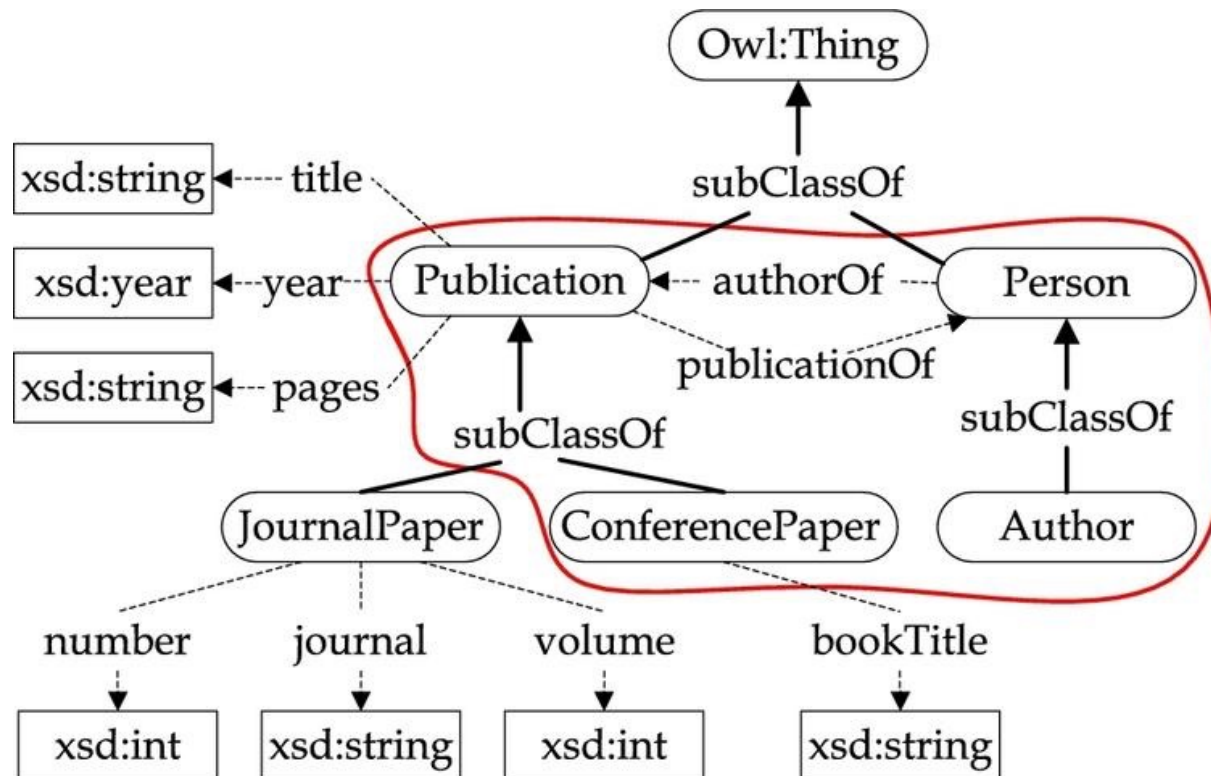 Owl:Thing
subClassOf
xsd:string
title
xsd:year
year
Publication
authorOf
Person
publicationOf
xsd:string
pages
subClassOf
subClassOf
JournalPaper
ConferencePaper
Author
number
journal
volume
bookTitle
xsd:int
xsd:string
xsd:int
xsd:string